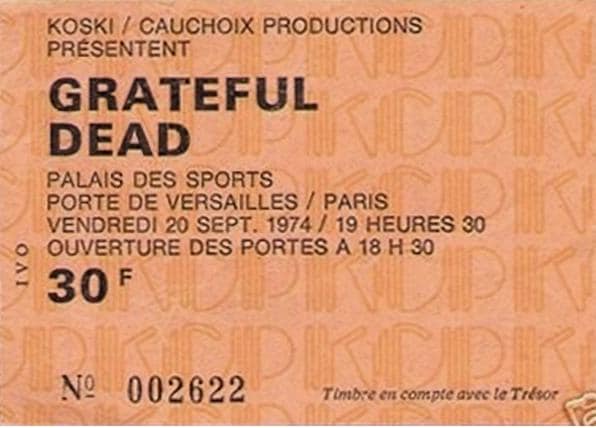 KOSKI / CAUCHOIX PRODUCTIONS
PRÉSENTENT
GRATEFUL
DEAD
PALAIS DES SPORTS
PORTE DE VERSAILLES / PARIS
VENDREDI 20 SEPT. 1974 / 19 HEURES 30
OUVERTURE DES PORTES A 18 H 30
30 F
IVO
Nº 002622
Timbre en compte avec le Trésor